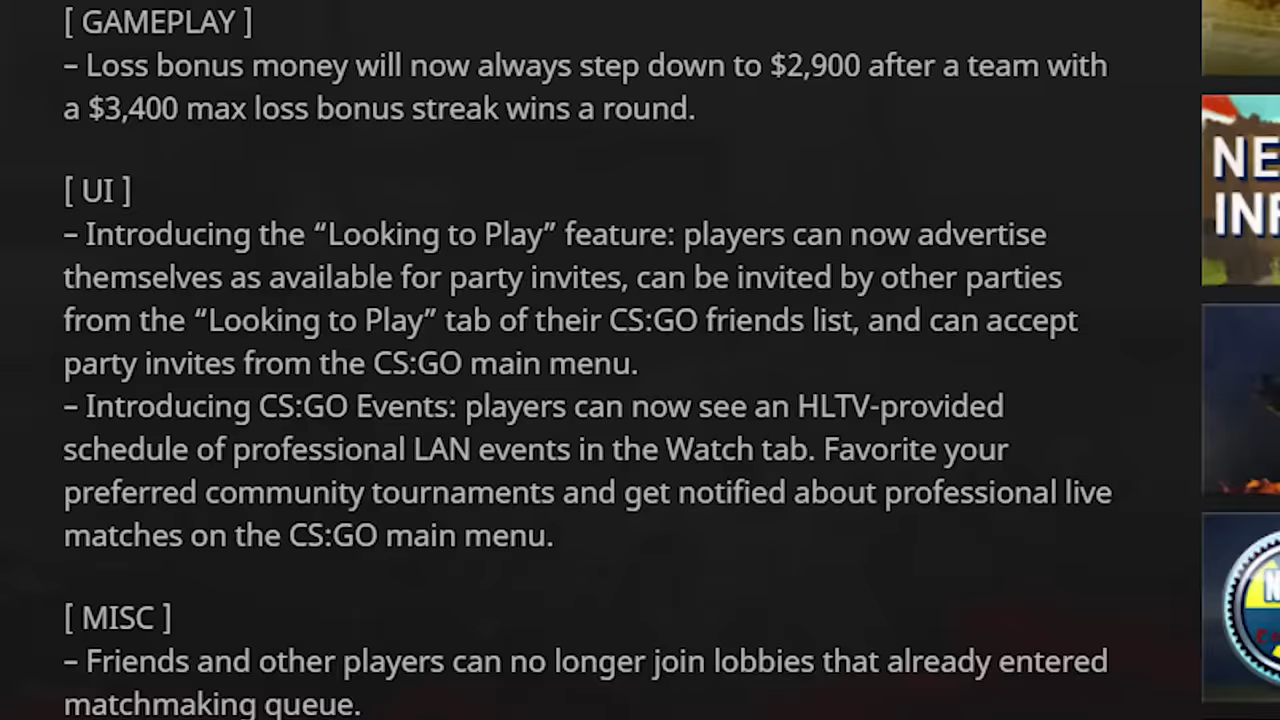 [ GAMEPLAY ]
– Loss bonus money will now always step down to $2,900 after a team with
a $3,400 max loss bonus streak wins a round.
[ UI ]
– Introducing the “Looking to Play” feature: players can now advertise
themselves as available for party invites, can be invited by other parties
from the “Looking to Play” tab of their CS:GO friends list, and can accept
party invites from the CS:GO main menu.
– Introducing CS:GO Events: players can now see an HLTV-provided
schedule of professional LAN events in the Watch tab. Favorite your
preferred community tournaments and get notified about professional live
matches on the CS:GO main menu.
[ MISC ]
– Friends and other players can no longer join lobbies that already entered
matchmaking queue.
NE
IN
N